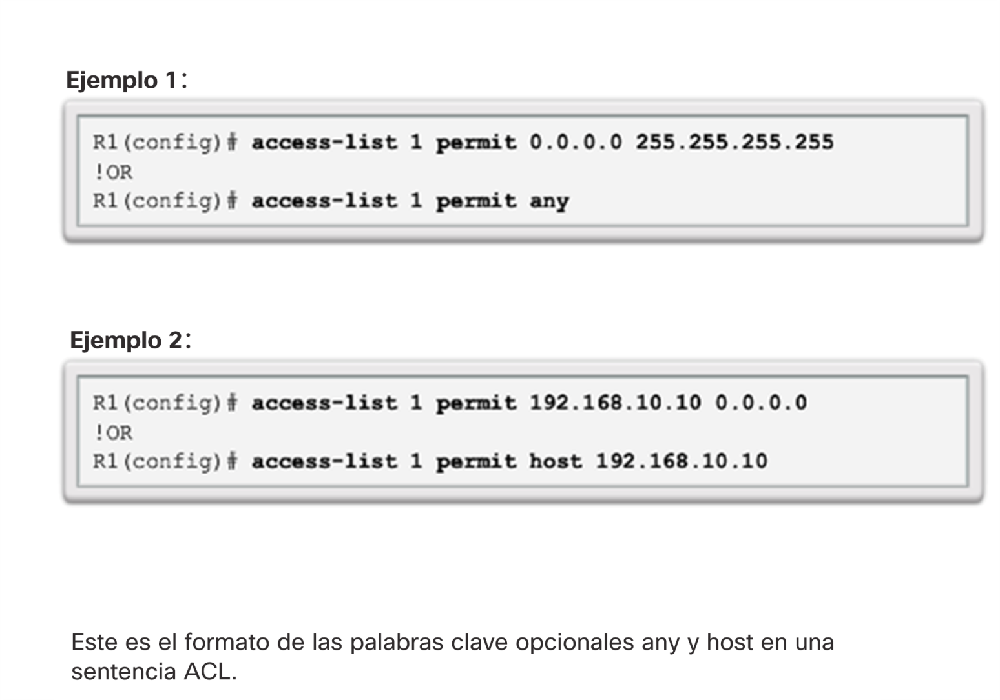 Ejemplo 1:
R1(config)# access-list 1 permit 0.0.0.0 255.255.255.255
!OR
R1(config)# access-list 1 permit any
Ejemplo 2:
R1(config)# access-list 1 permit 192.168.10.10 0.0.0.0
!OR
R1(config)# access-list 1 permit host 192.168.10.10
Este es el formato de las palabras clave opcionales any y host en una
sentencia ACL.